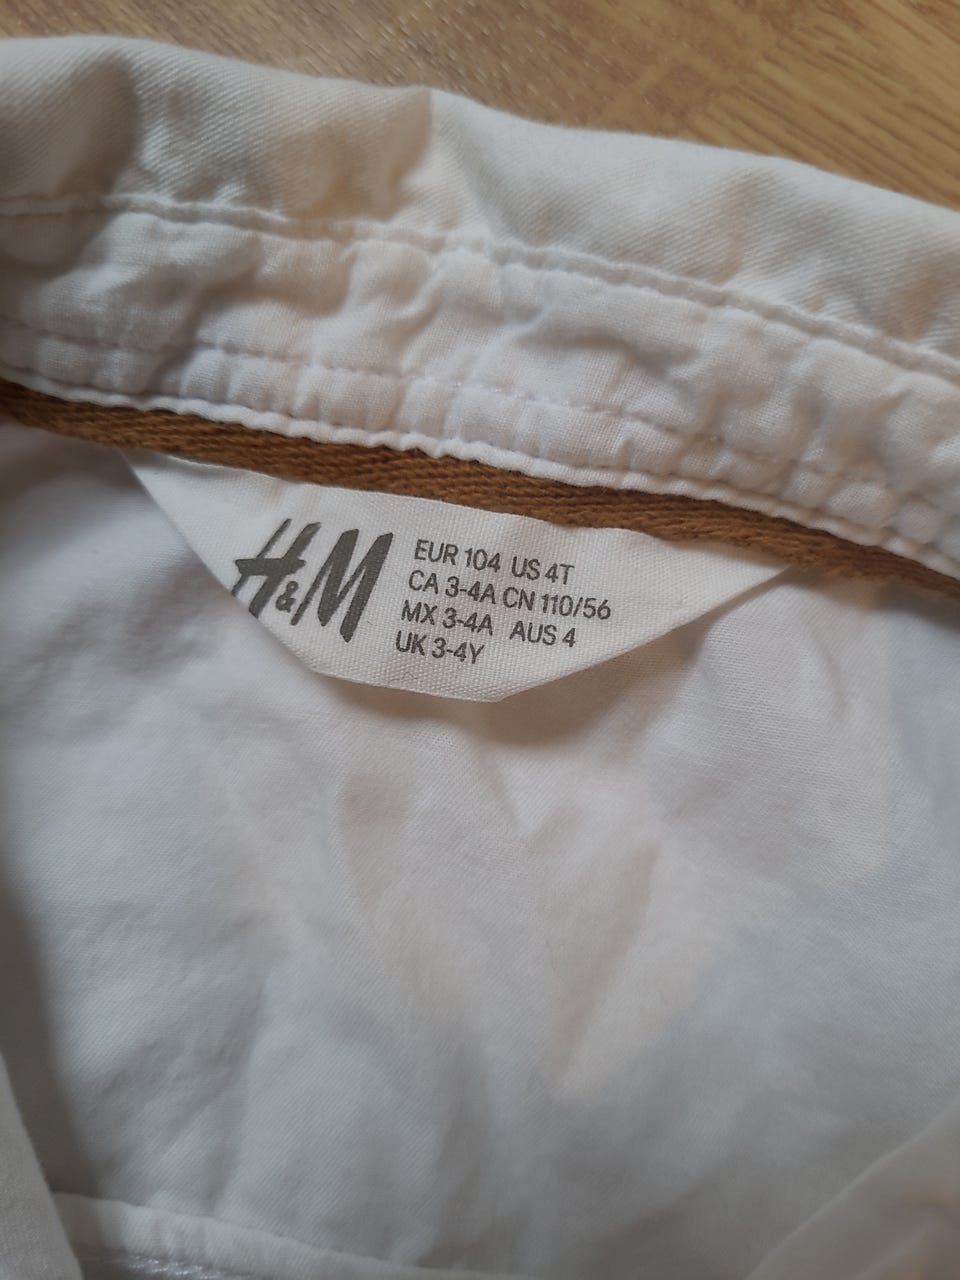 H&M
EUR 104 US 4T
CA 3-4A CN 110/56
MX 3-4A AUS 4
UK 3-4Y